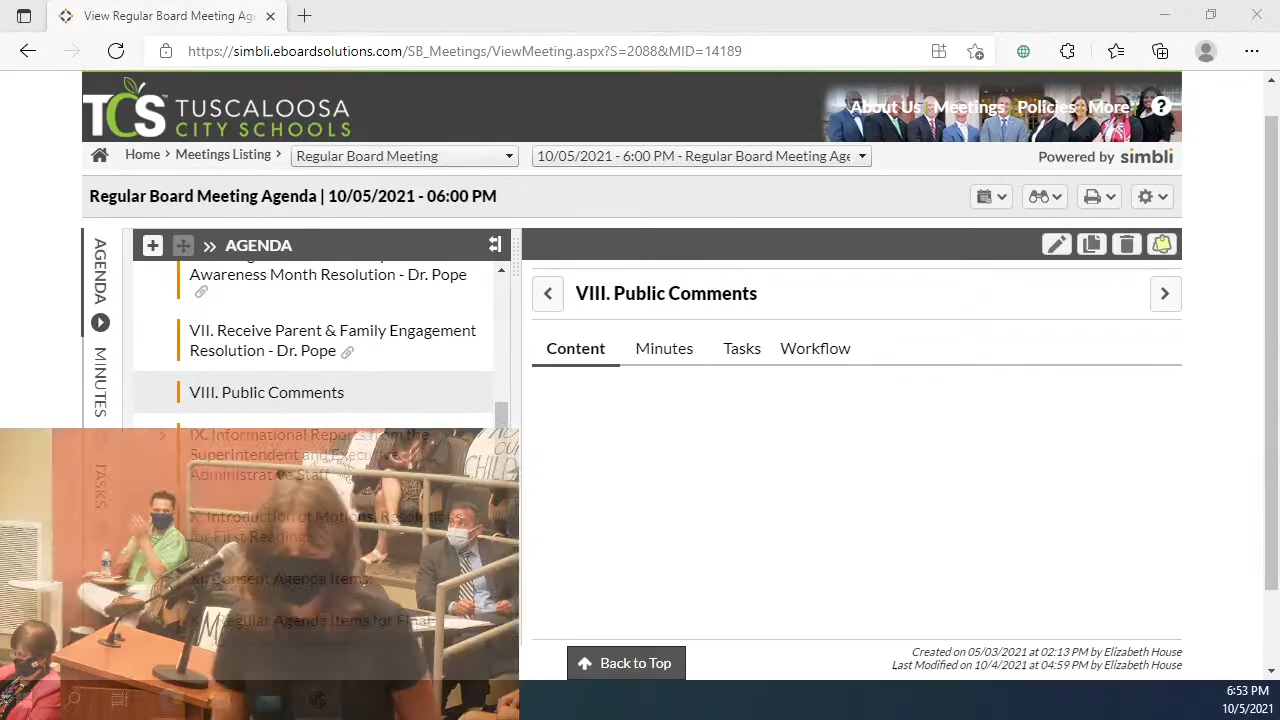 View Regular Board Meeting Age
https://simbli.eboardsolutions.com/SB_Meetings/ViewMeeting.aspx?S=2088&MID=14189
TCS TUSCALOOSA
CITY SCHOOLS
About Us Meetings Policies More ?
Home > Meetings Listing > Regular Board Meeting 10/05/2021 - 6:00 PM - Regular Board Meeting Age
Powered by simbli
Regular Board Meeting Agenda | 10/05/2021 - 06:00 PM
AGENDA
MINUTES
TASKS
AGENDA
Awareness Month Resolution - Dr. Pope
VII. Receive Parent & Family Engagement
Resolution - Dr. Pope
VIII. Public Comments
IX. Informational Reports from the
Superintendent and Executive
Administrative Staff
X. Introduction of Motions, Resolutions
for First Reading
XI. Consent Agenda Items
Regular Agenda Items for Final
NO
OUR
CHILD
VIII. Public Comments
Content Minutes Tasks Workflow
Back to Top
Created on 05/03/2021 at 02:13 PM by Elizabeth House
Last Modified on 10/4/2021 at 04:59 PM by Elizabeth House
6:53 PM
10/5/2021